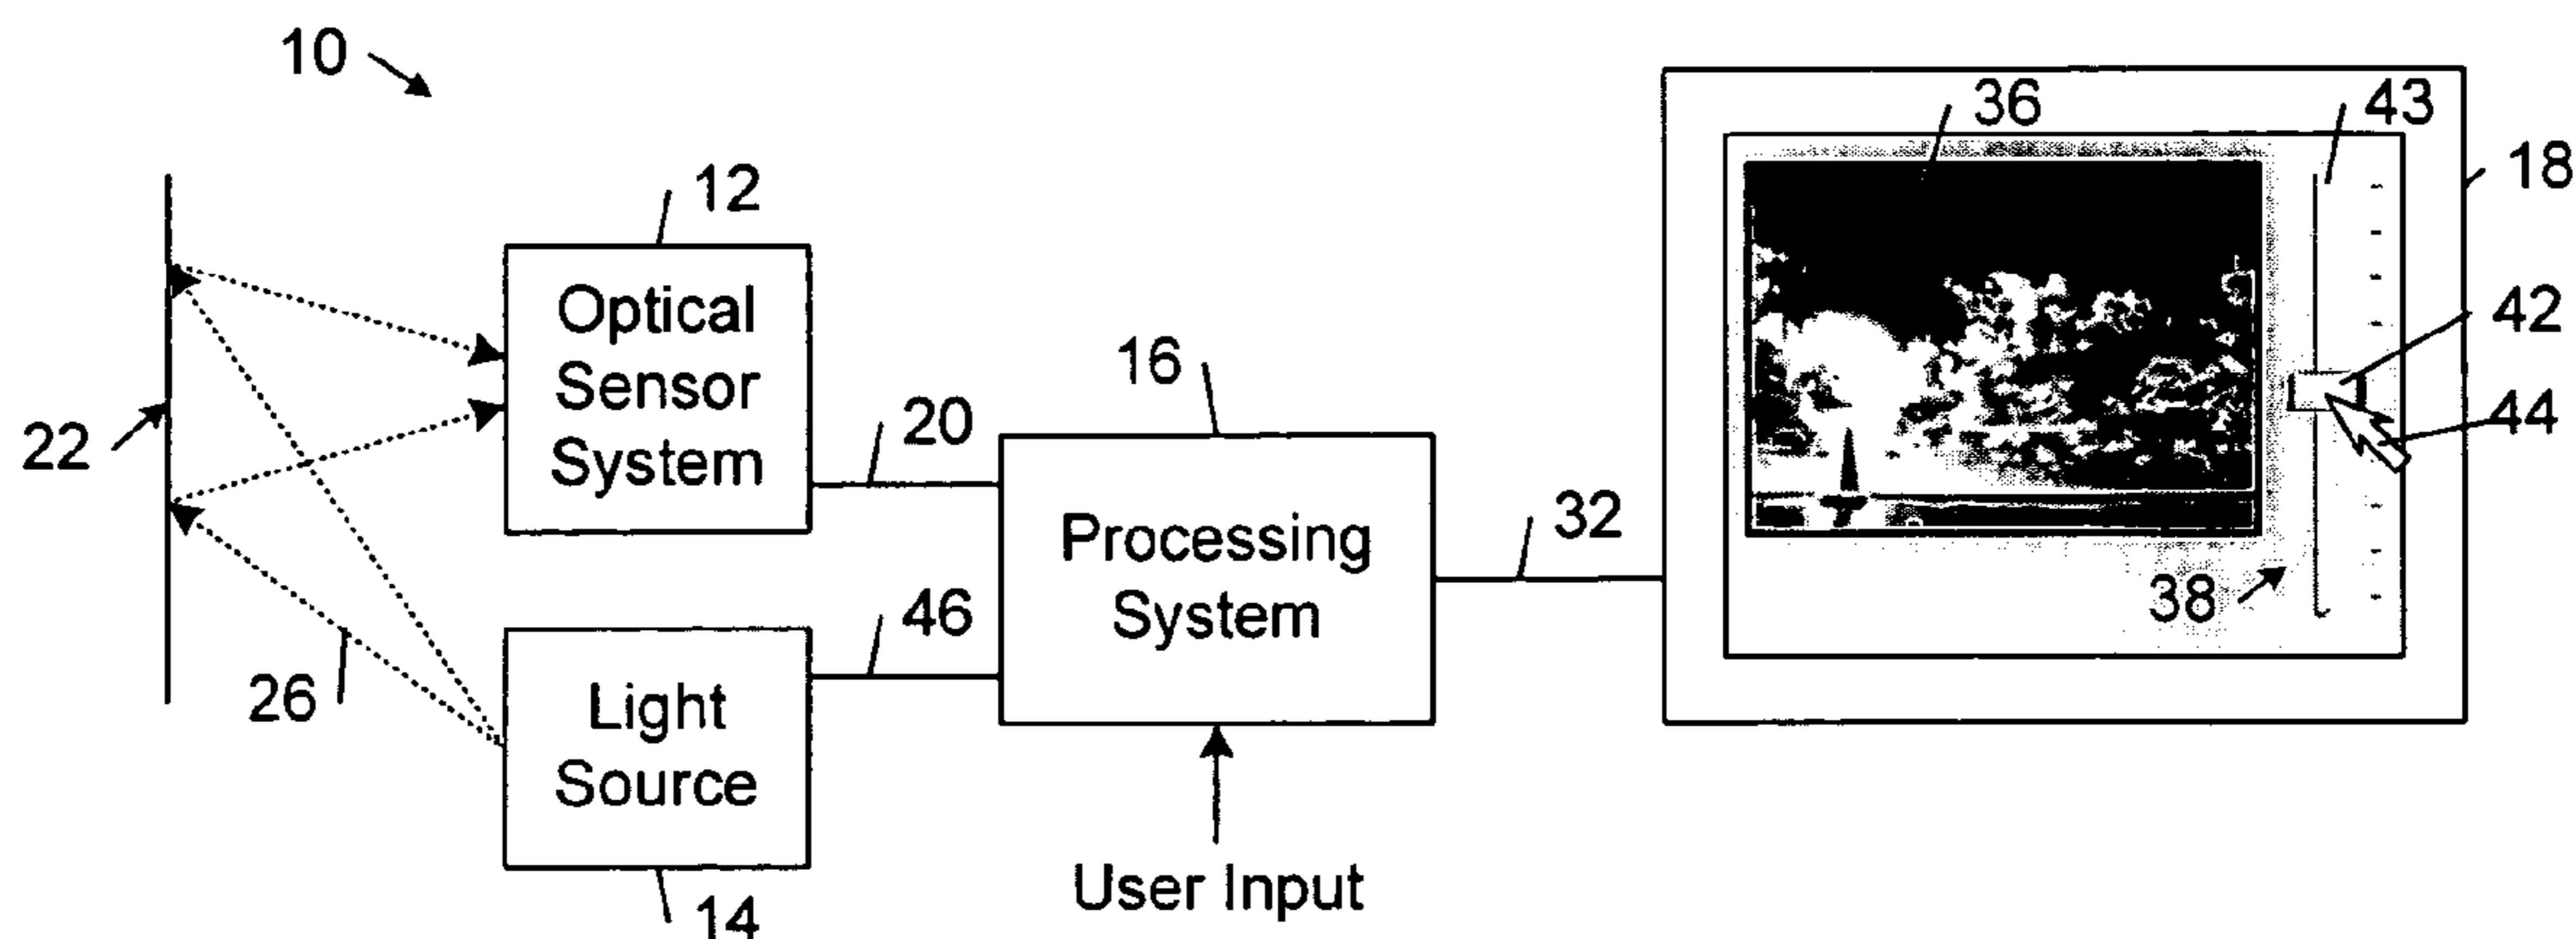 10
36
43
18
12
Optical
Sensor
System
42
16
44
22
20
Processing
System
32
38
46
26
Light
Source
User Input
14